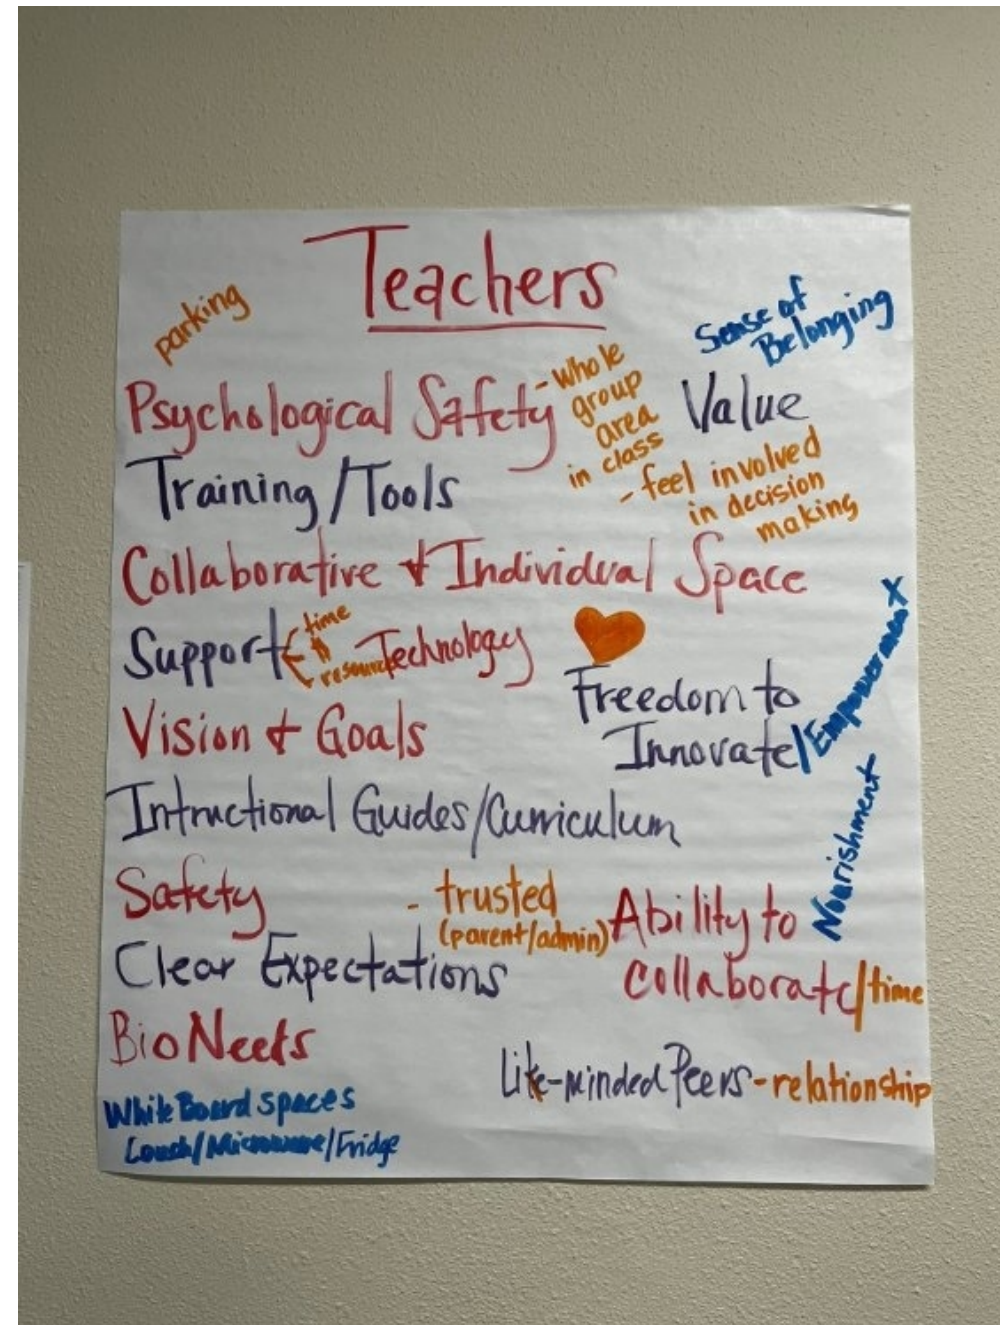 Teachers
parking
Sense of
Belonging
Psychological Safety
- whole
group
area
in class
Value
- feel involved
in decision
making
Training/Tools
Collaborative & Individual Space
Support
time
$
resources
Technology
Freedom to
Innovate/Empowerment
Vision & Goals
Intructional Guides/Curriculum
Nourishment
Safety
- trusted
(parent/admin)
Ability to
collaborate/time
Clear Expectations
Bio Needs
Like-minded Peers - relationship
White Board spaces
Couch/Microwave/Fridge